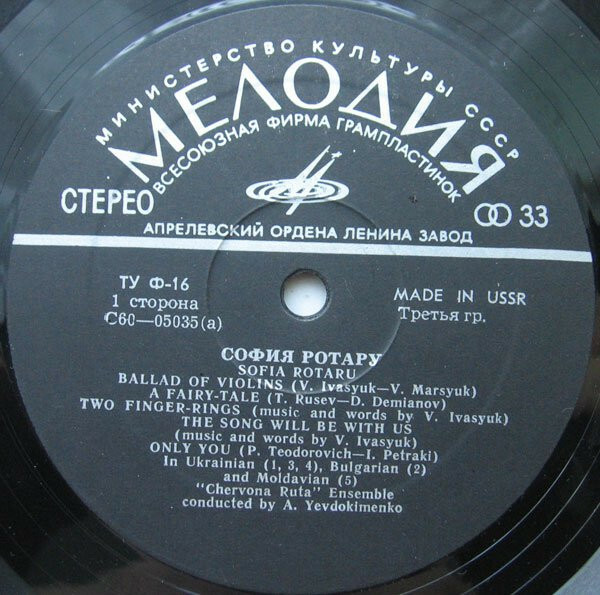 МИНИСТЕРСТВО КУЛЬТУРЫ СССР
МЕЛОДИЯ
ВСЕСОЮЗНАЯ ФИРМА ГРАМПЛАСТИНОК
СТЕРЕО
33
АПРЕЛЕВСКИЙ ОРДЕНА ЛЕНИНА ЗАВОД
ТУ Ф-16
1 сторона
С60—05035(а)
MADE IN USSR
Третья гр.
СОФИЯ РОТАРУ
SOFIA ROTARU
BALLAD OF VIOLINS (V. Ivasyuk—V. Marsyuk)
A FAIRY-TALE (T. Rusev—D. Demianov)
TWO FINGER-RINGS (music and words by V. Ivasyuk)
THE SONG WILL BE WITH US
(music and words by V. Ivasyuk)
ONLY YOU (P. Teodorovich—I. Petraki)
In Ukrainian (1, 3, 4), Bulgarian (2)
and Moldavian (5)
"Chervona Ruta" Ensemble
conducted by A. Yevdokimenko